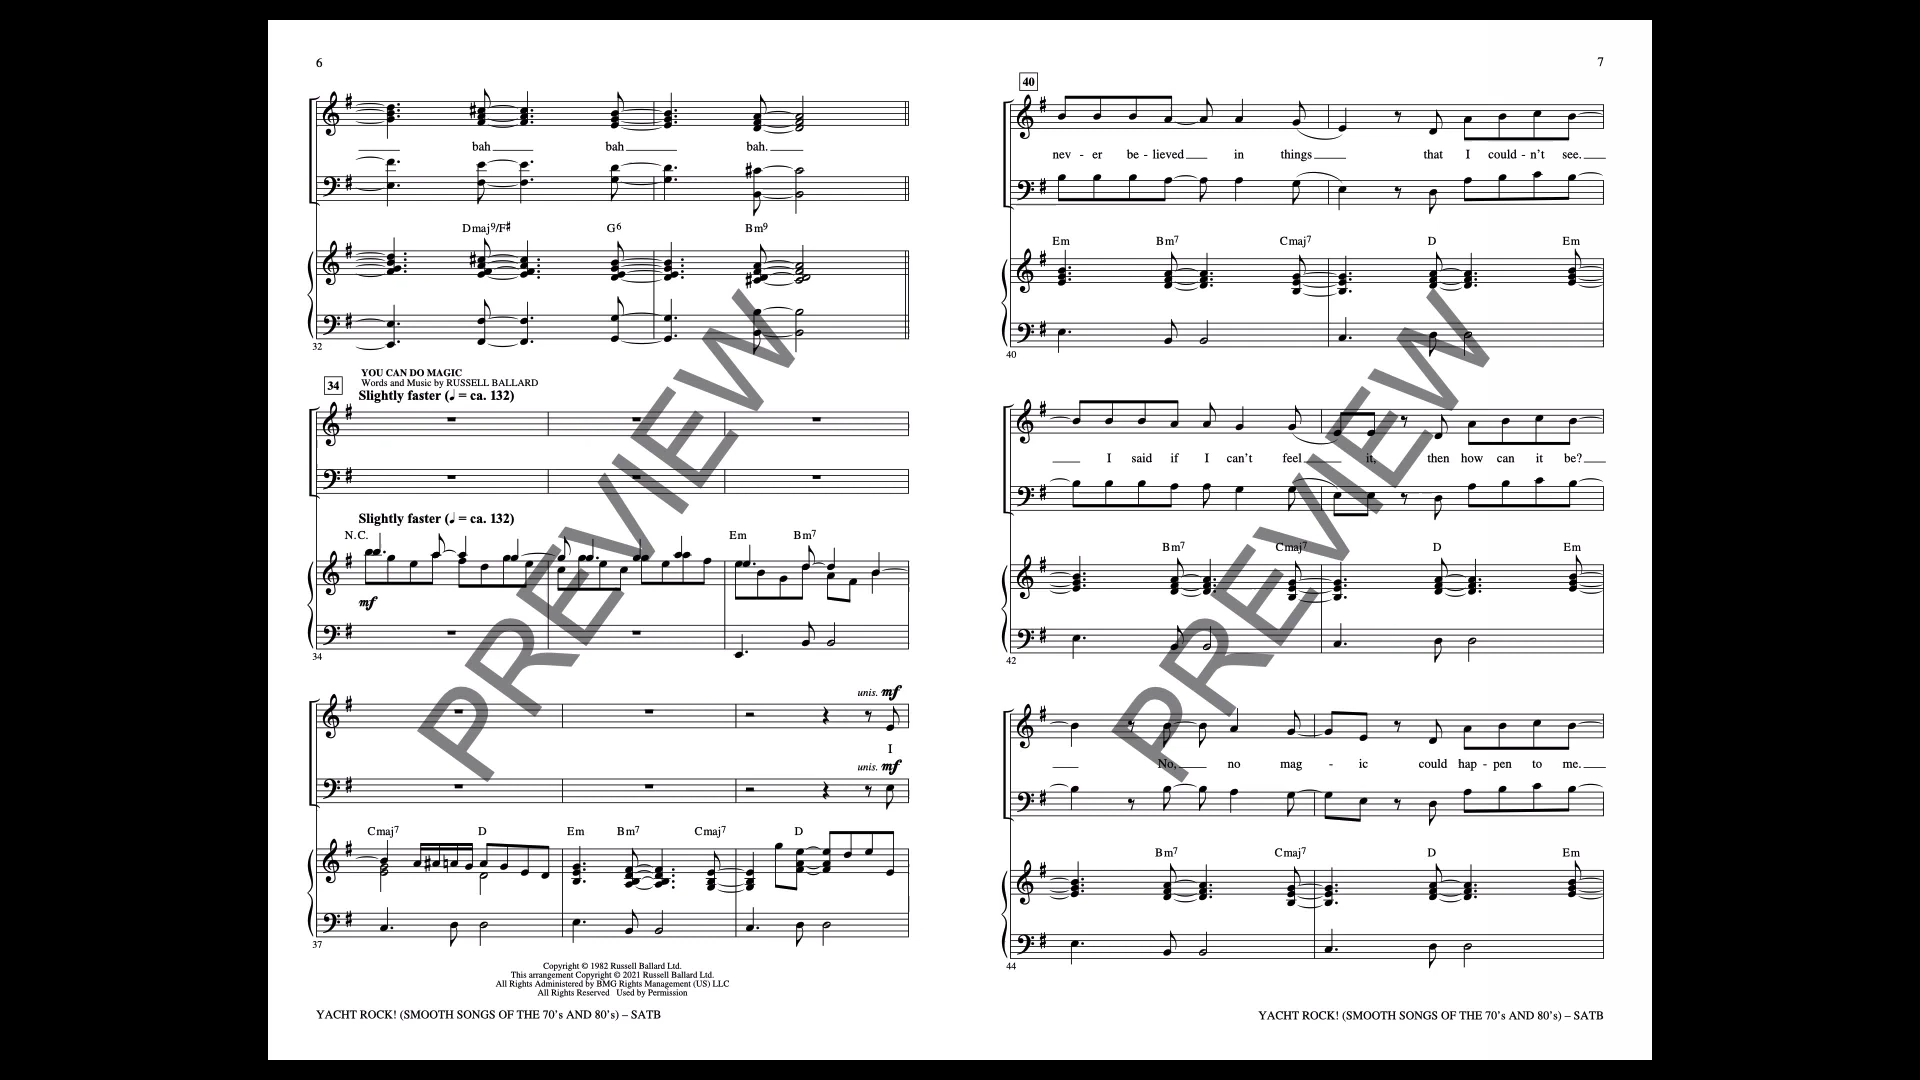 6
bah bah bah.
Dmaj9/F# G6 Bm9
32
34
YOU CAN DO MAGIC
Words and Music by RUSSELL BALLARD
Slightly faster (♩ = ca. 132)
Slightly faster (♩ = ca. 132)
N.C. Em Bm7
mf
34
unis. mf
I
unis. mf
Cmaj7 D Em Bm7 Cmaj7 D
37
Copyright © 1982 Russell Ballard Ltd.
This arrangement Copyright © 2021 Russell Ballard Ltd.
All Rights Administered by BMG Rights Management (US) LLC
All Rights Reserved Used by Permission
YACHT ROCK! (SMOOTH SONGS OF THE 70's AND 80's) – SATB
PREVIEW
7
40
nev - er be - lieved in things that I could - n't see.
Em Bm7 Cmaj7 D Em
40
I said if I can't feel it, then how can it be?
Bm7 Cmaj7 D Em
42
No, no mag - ic could hap - pen to me.
Bm7 Cmaj7 D Em
44
YACHT ROCK! (SMOOTH SONGS OF THE 70's AND 80's) – SATB
PREVIEW